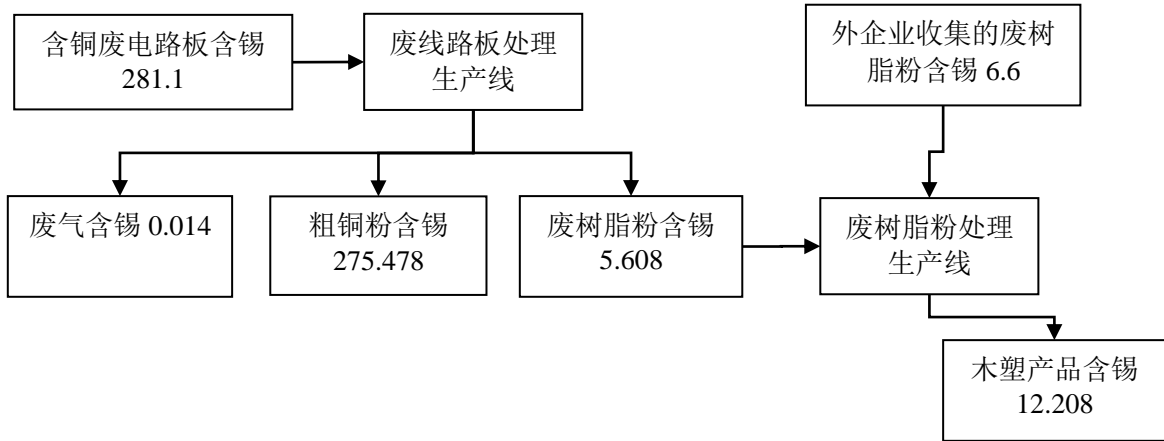 含铜废电路板含锡
281.1
废线路板处理
生产线
外企业收集的废树
脂粉含锡 6.6
废气含锡 0.014
粗铜粉含锡
275.478
废树脂粉含锡
5.608
废树脂粉处理
生产线
木塑产品含锡
12.208